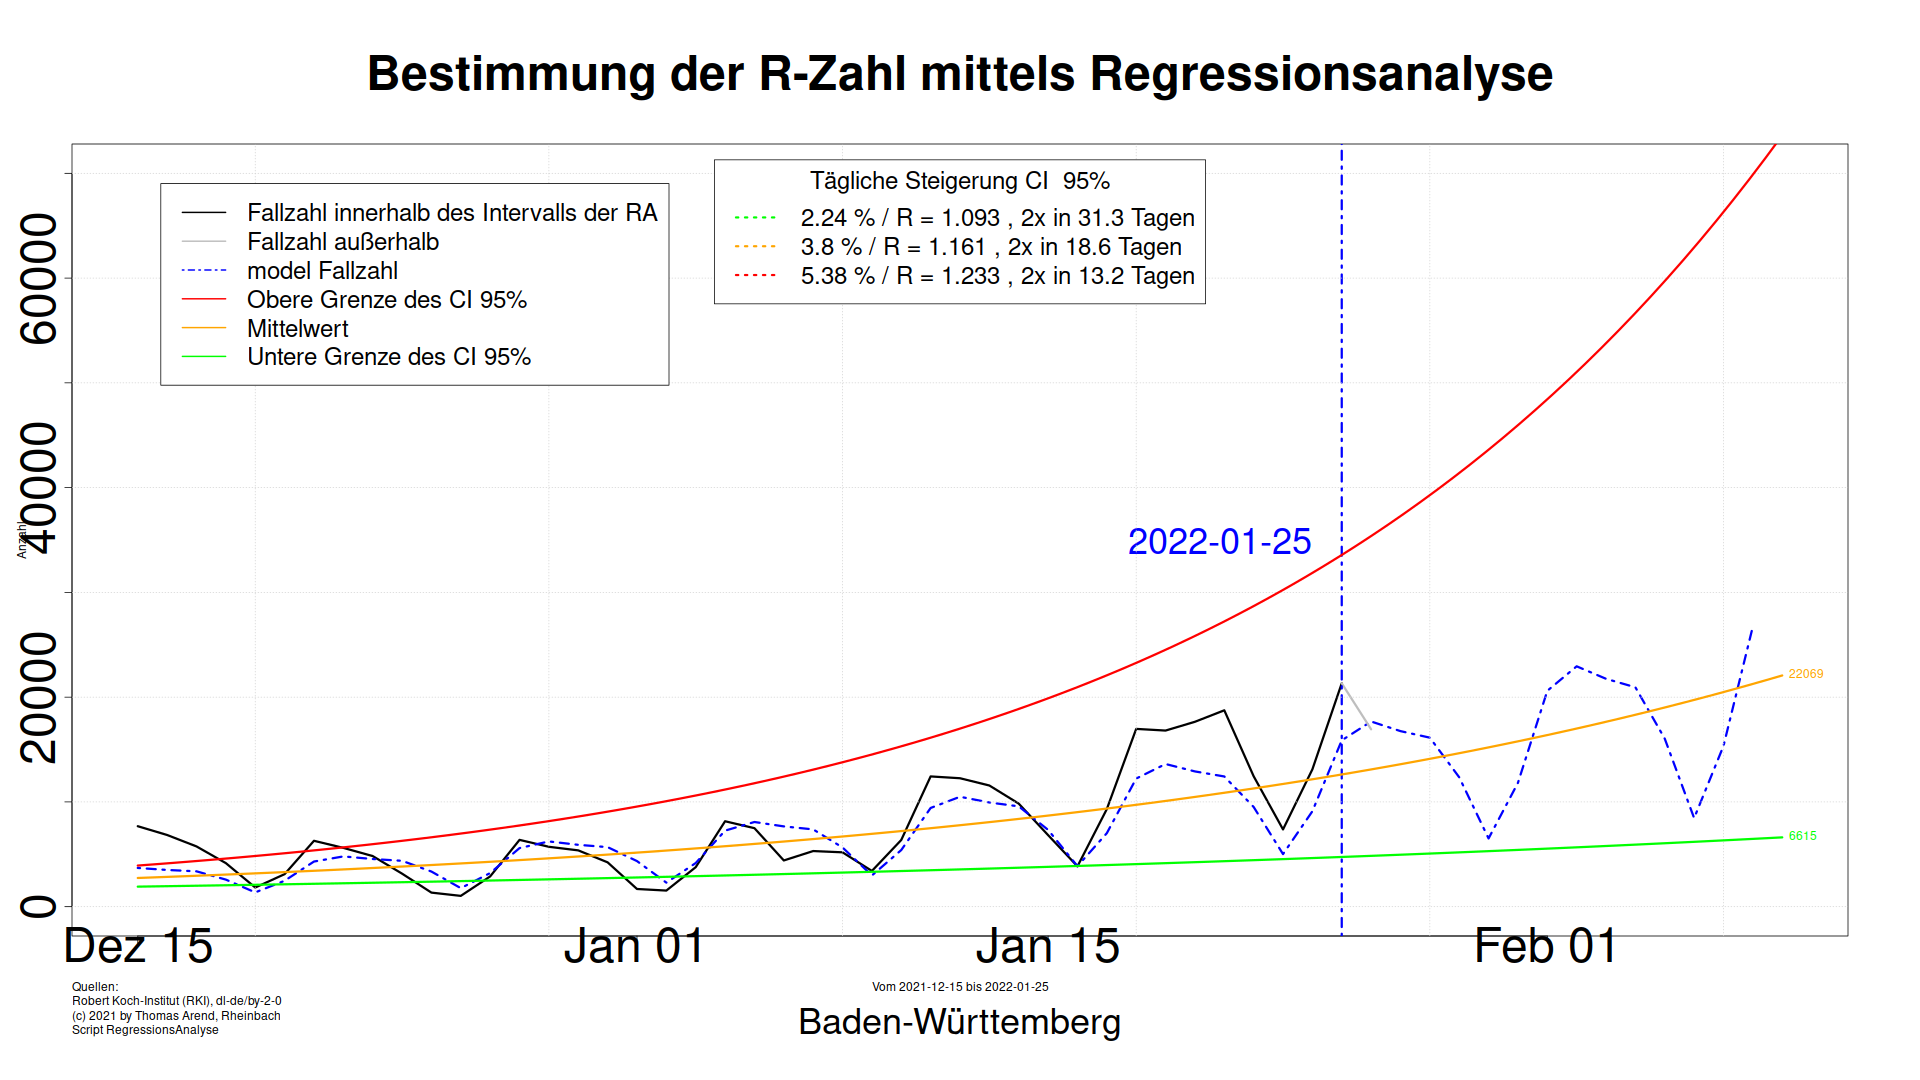 Bestimmung der R-Zahl mittels Regressionsanalyse
Fallzahl innerhalb des Intervalls der RA
Fallzahl außerhalb
model Fallzahl
Obere Grenze des CI 95%
Mittelwert
Untere Grenze des CI 95%
Tägliche Steigerung CI  95%
2.24 % / R = 1.093 , 2x in 31.3 Tagen
3.8 % / R = 1.161 , 2x in 18.6 Tagen
5.38 % / R = 1.233 , 2x in 13.2 Tagen
60000
40000
20000
0
Anzahl
2022-01-25
22069
6615
Dez 15
Jan 01
Jan 15
Feb 01
Quellen:
Robert Koch-Institut (RKI), dl-de/by-2-0
(c) 2021 by Thomas Arend, Rheinbach
Script RegressionsAnalyse
Vom 2021-12-15 bis 2022-01-25
Baden-Württemberg